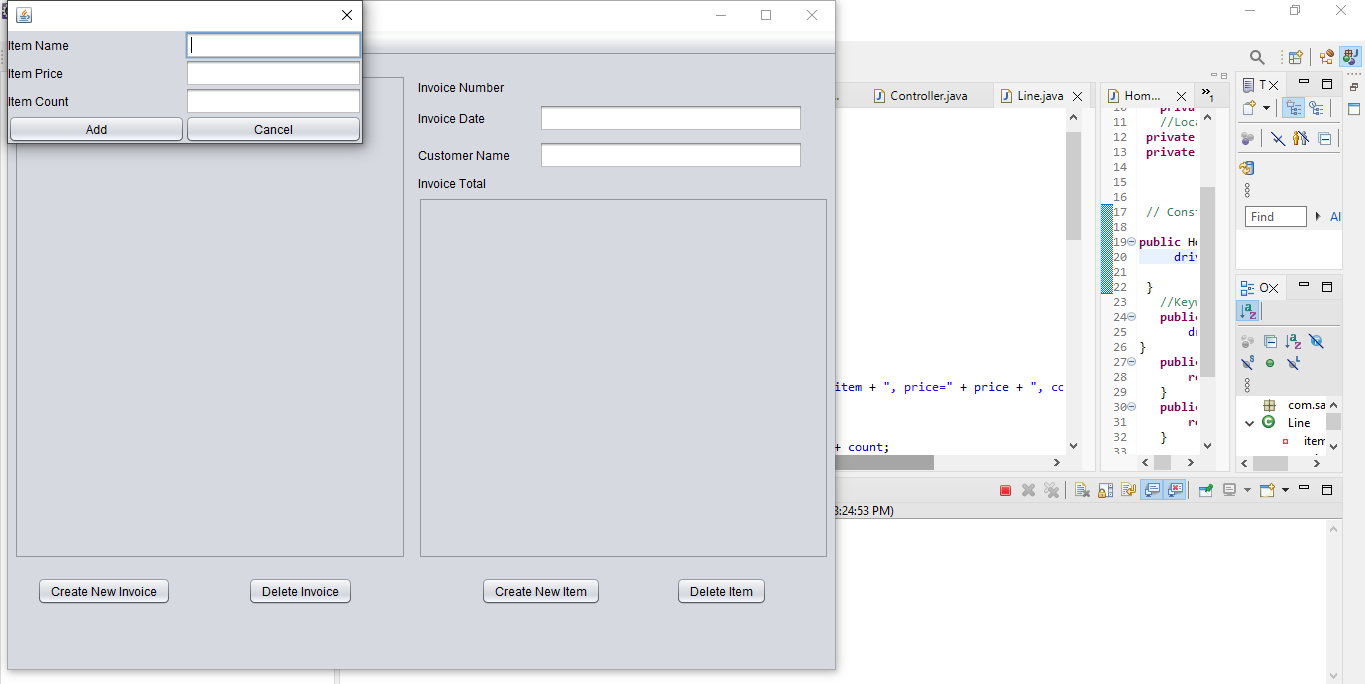 Item Name
Item Price
Item Count
Add
Cancel
Invoice Number
Invoice Date
Customer Name
Invoice Total
Create New Invoice
Delete Invoice
Create New Item
Delete Item
Controller.java
Line.java
item + ", price=" + price + ", co
+ count;
Hom...
»1
11 //Loca
12 private
13 private
14
15
16
17 // Const
18
19 public Ho
20 driv
21
22 }
23 //Keyw
24 public
25 dr
26 }
27 public
28 re
29 }
30 public
31 re
32 }
33
T
Find
Al
O
com.sa
Line
item
3:24:53 PM)